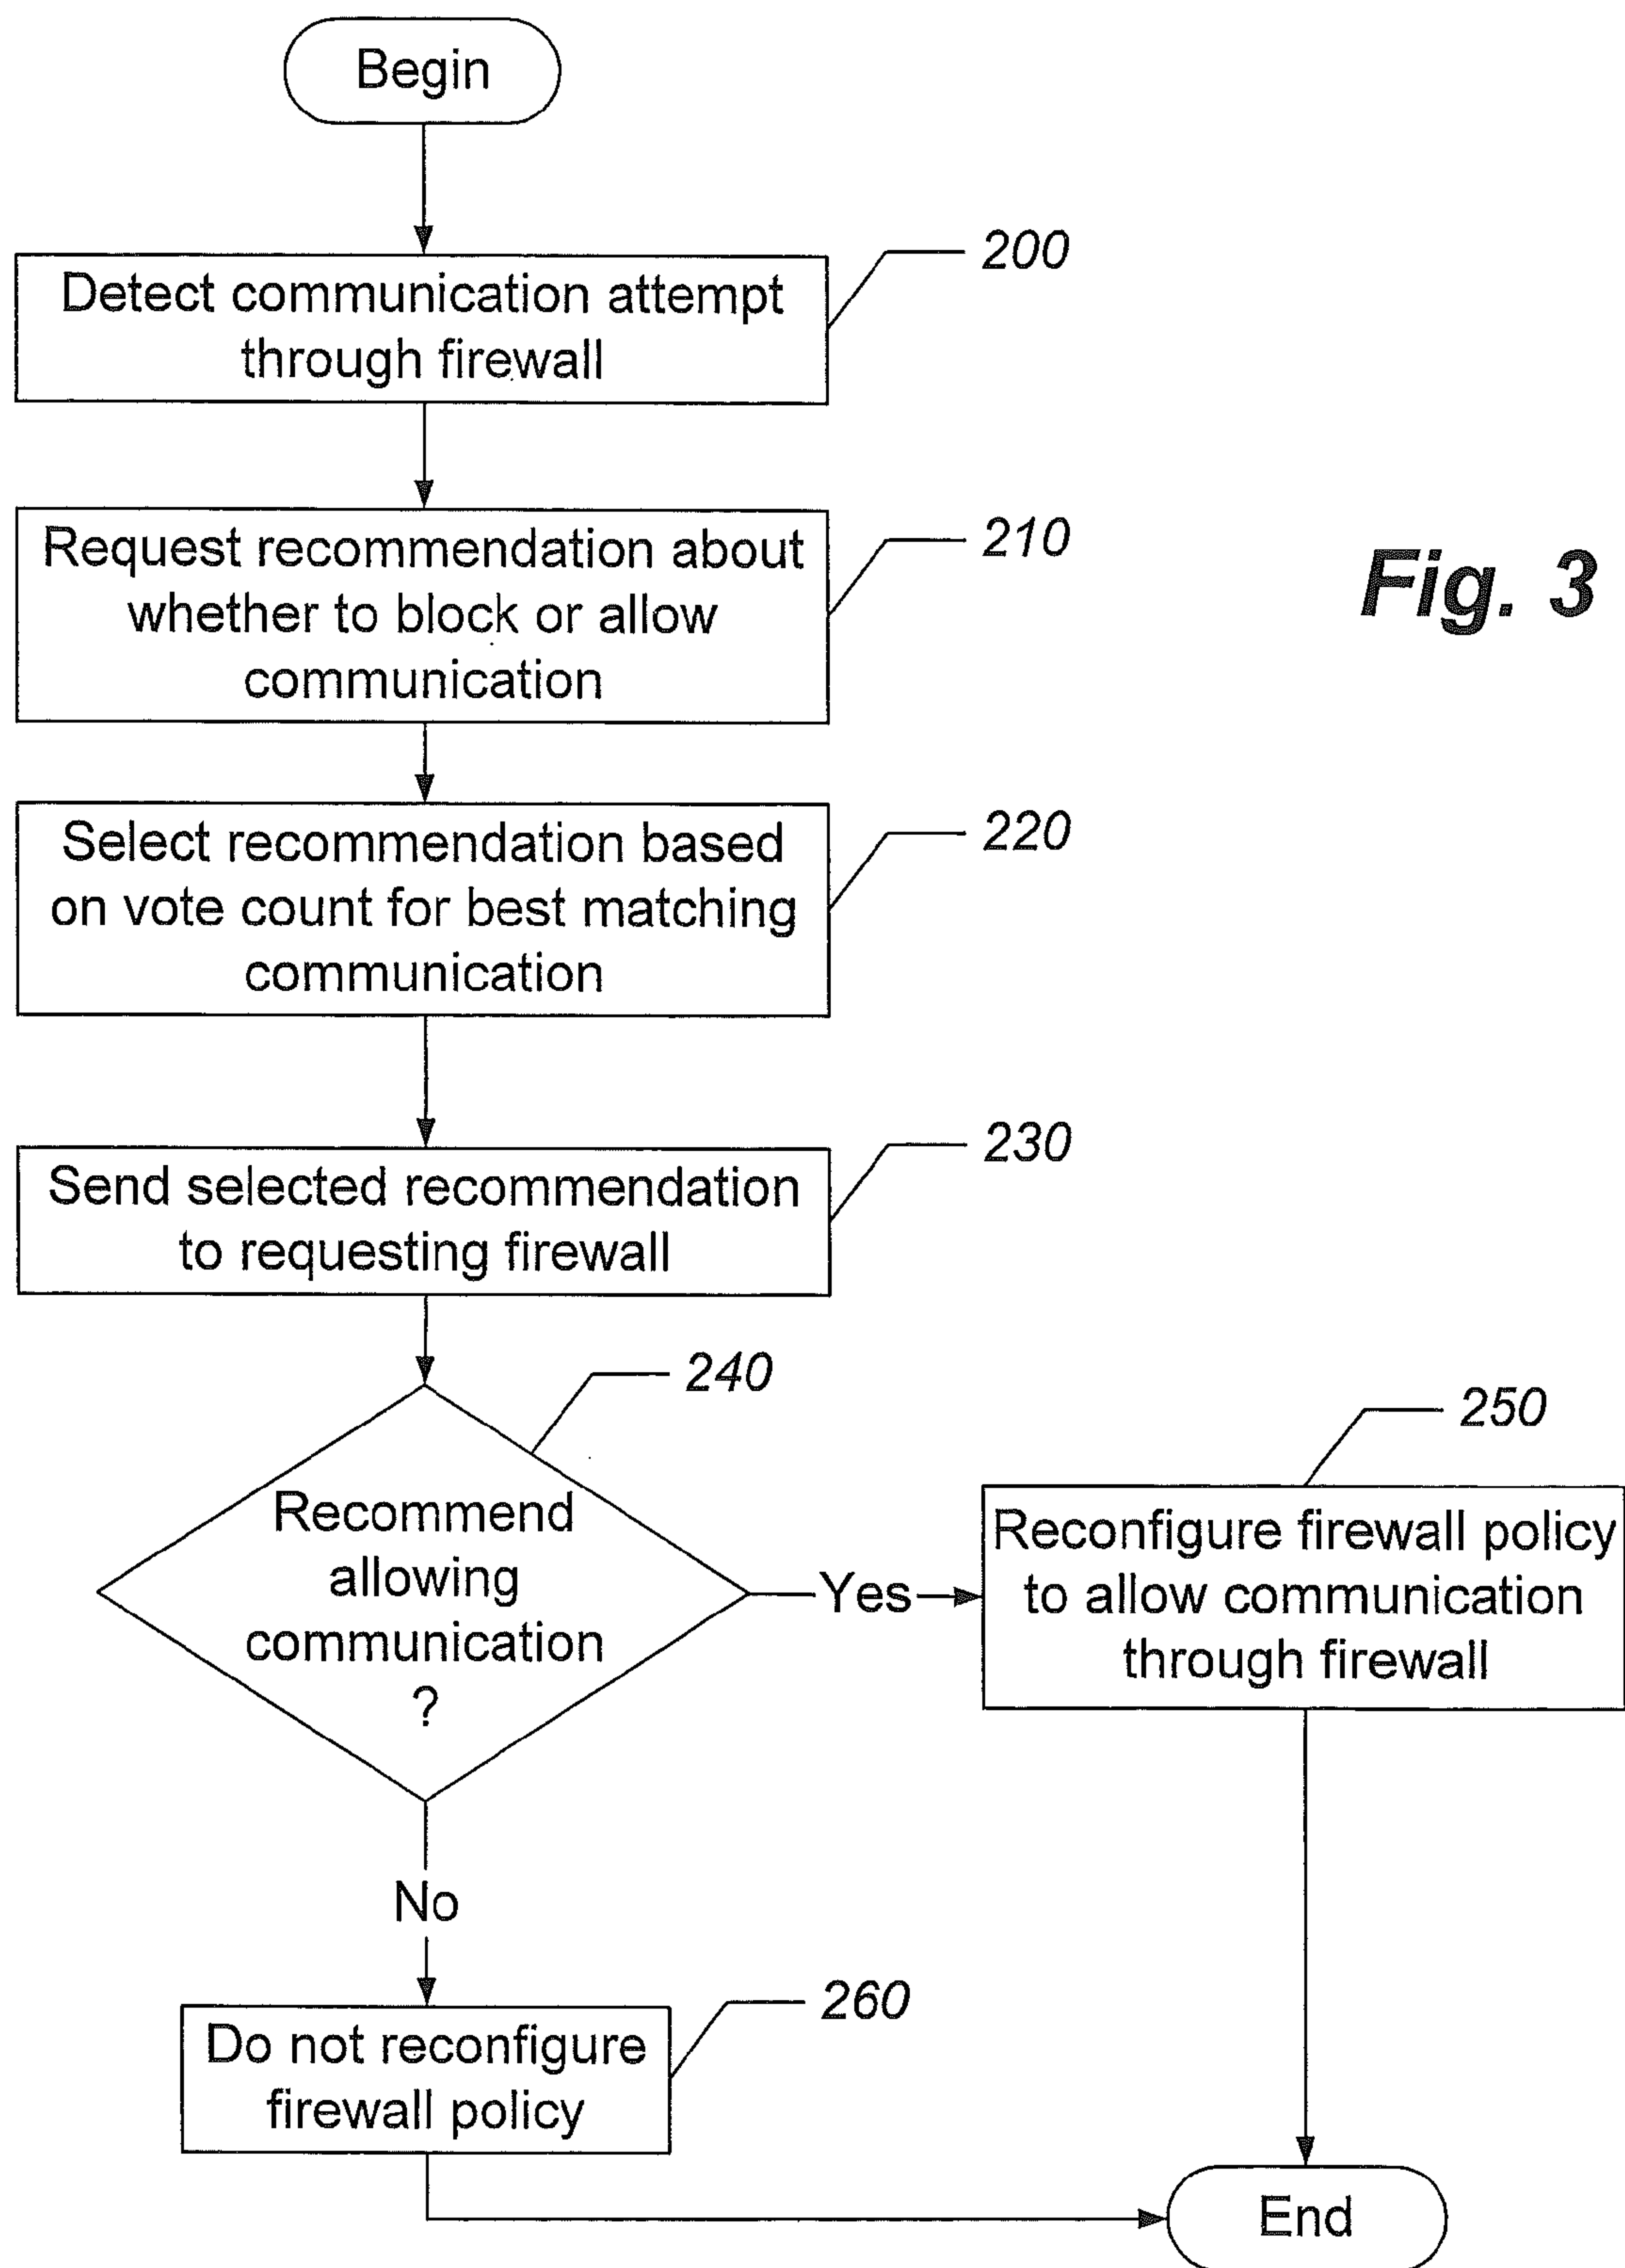 Begin
200
Detect communication attempt
through firewall
210
Request recommendation about
whether to block or allow
communication
Fig. 3
220
Select recommendation based
on vote count for best matching
communication
230
Send selected recommendation
to requesting firewall
240
Recommend
allowing
communication
?
Yes
250
Reconfigure firewall policy
to allow communication
through firewall
No
260
Do not reconfigure
firewall policy
End